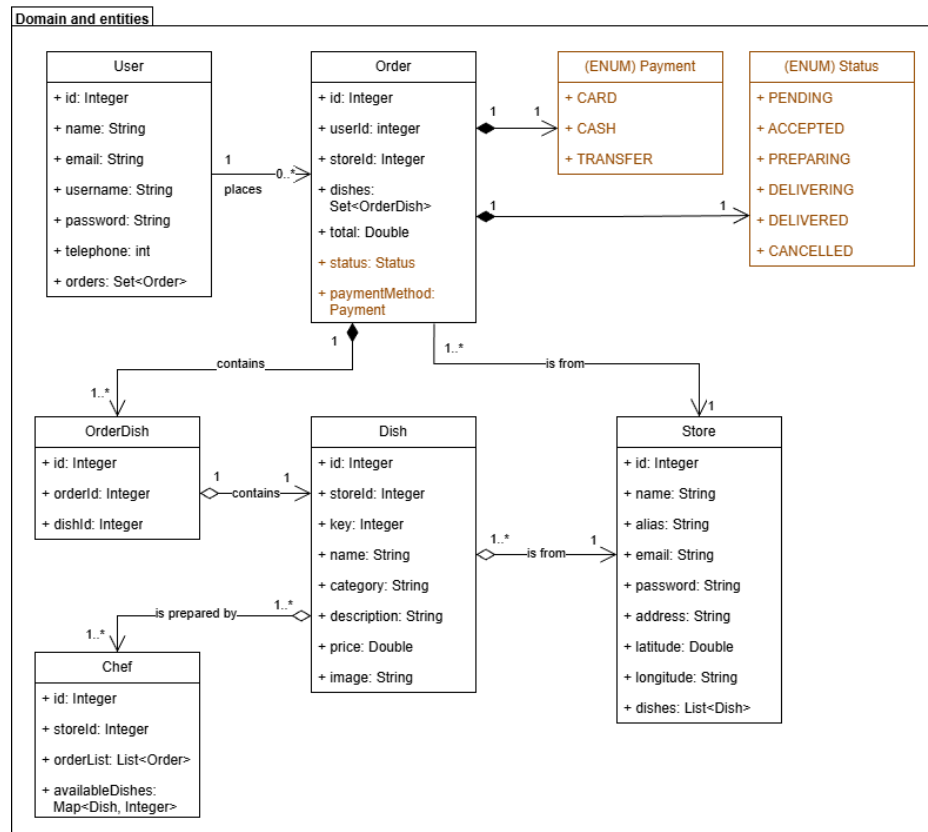 Domain and entities
User
+ id: Integer
+ name: String
+ email: String
+ username: String
+ password: String
+ telephone: int
+ orders: Set<Order>
1
places
0..*
Order
+ id: Integer
+ userId: integer
+ storeId: Integer
+ dishes:
Set<OrderDish>
+ total: Double
+ status: Status
+ paymentMethod:
Payment
1
1
(ENUM) Payment
+ CARD
+ CASH
+ TRANSFER
1
1
(ENUM) Status
+ PENDING
+ ACCEPTED
+ PREPARING
+ DELIVERING
+ DELIVERED
+ CANCELLED
1
contains
1..*
1..*
is from
1
OrderDish
+ id: Integer
+ orderId: Integer
+ dishId: Integer
1
contains
1
Dish
+ id: Integer
+ storeId: Integer
+ key: Integer
+ name: String
+ category: String
+ description: String
+ price: Double
+ image: String
1..*
is from
1
Store
+ id: Integer
+ name: String
+ alias: String
+ email: String
+ password: String
+ address: String
+ latitude: Double
+ longitude: String
+ dishes: List<Dish>
1..*
is prepared by
1..*
Chef
+ id: Integer
+ storeId: Integer
+ orderList: List<Order>
+ availableDishes:
Map<Dish, Integer>